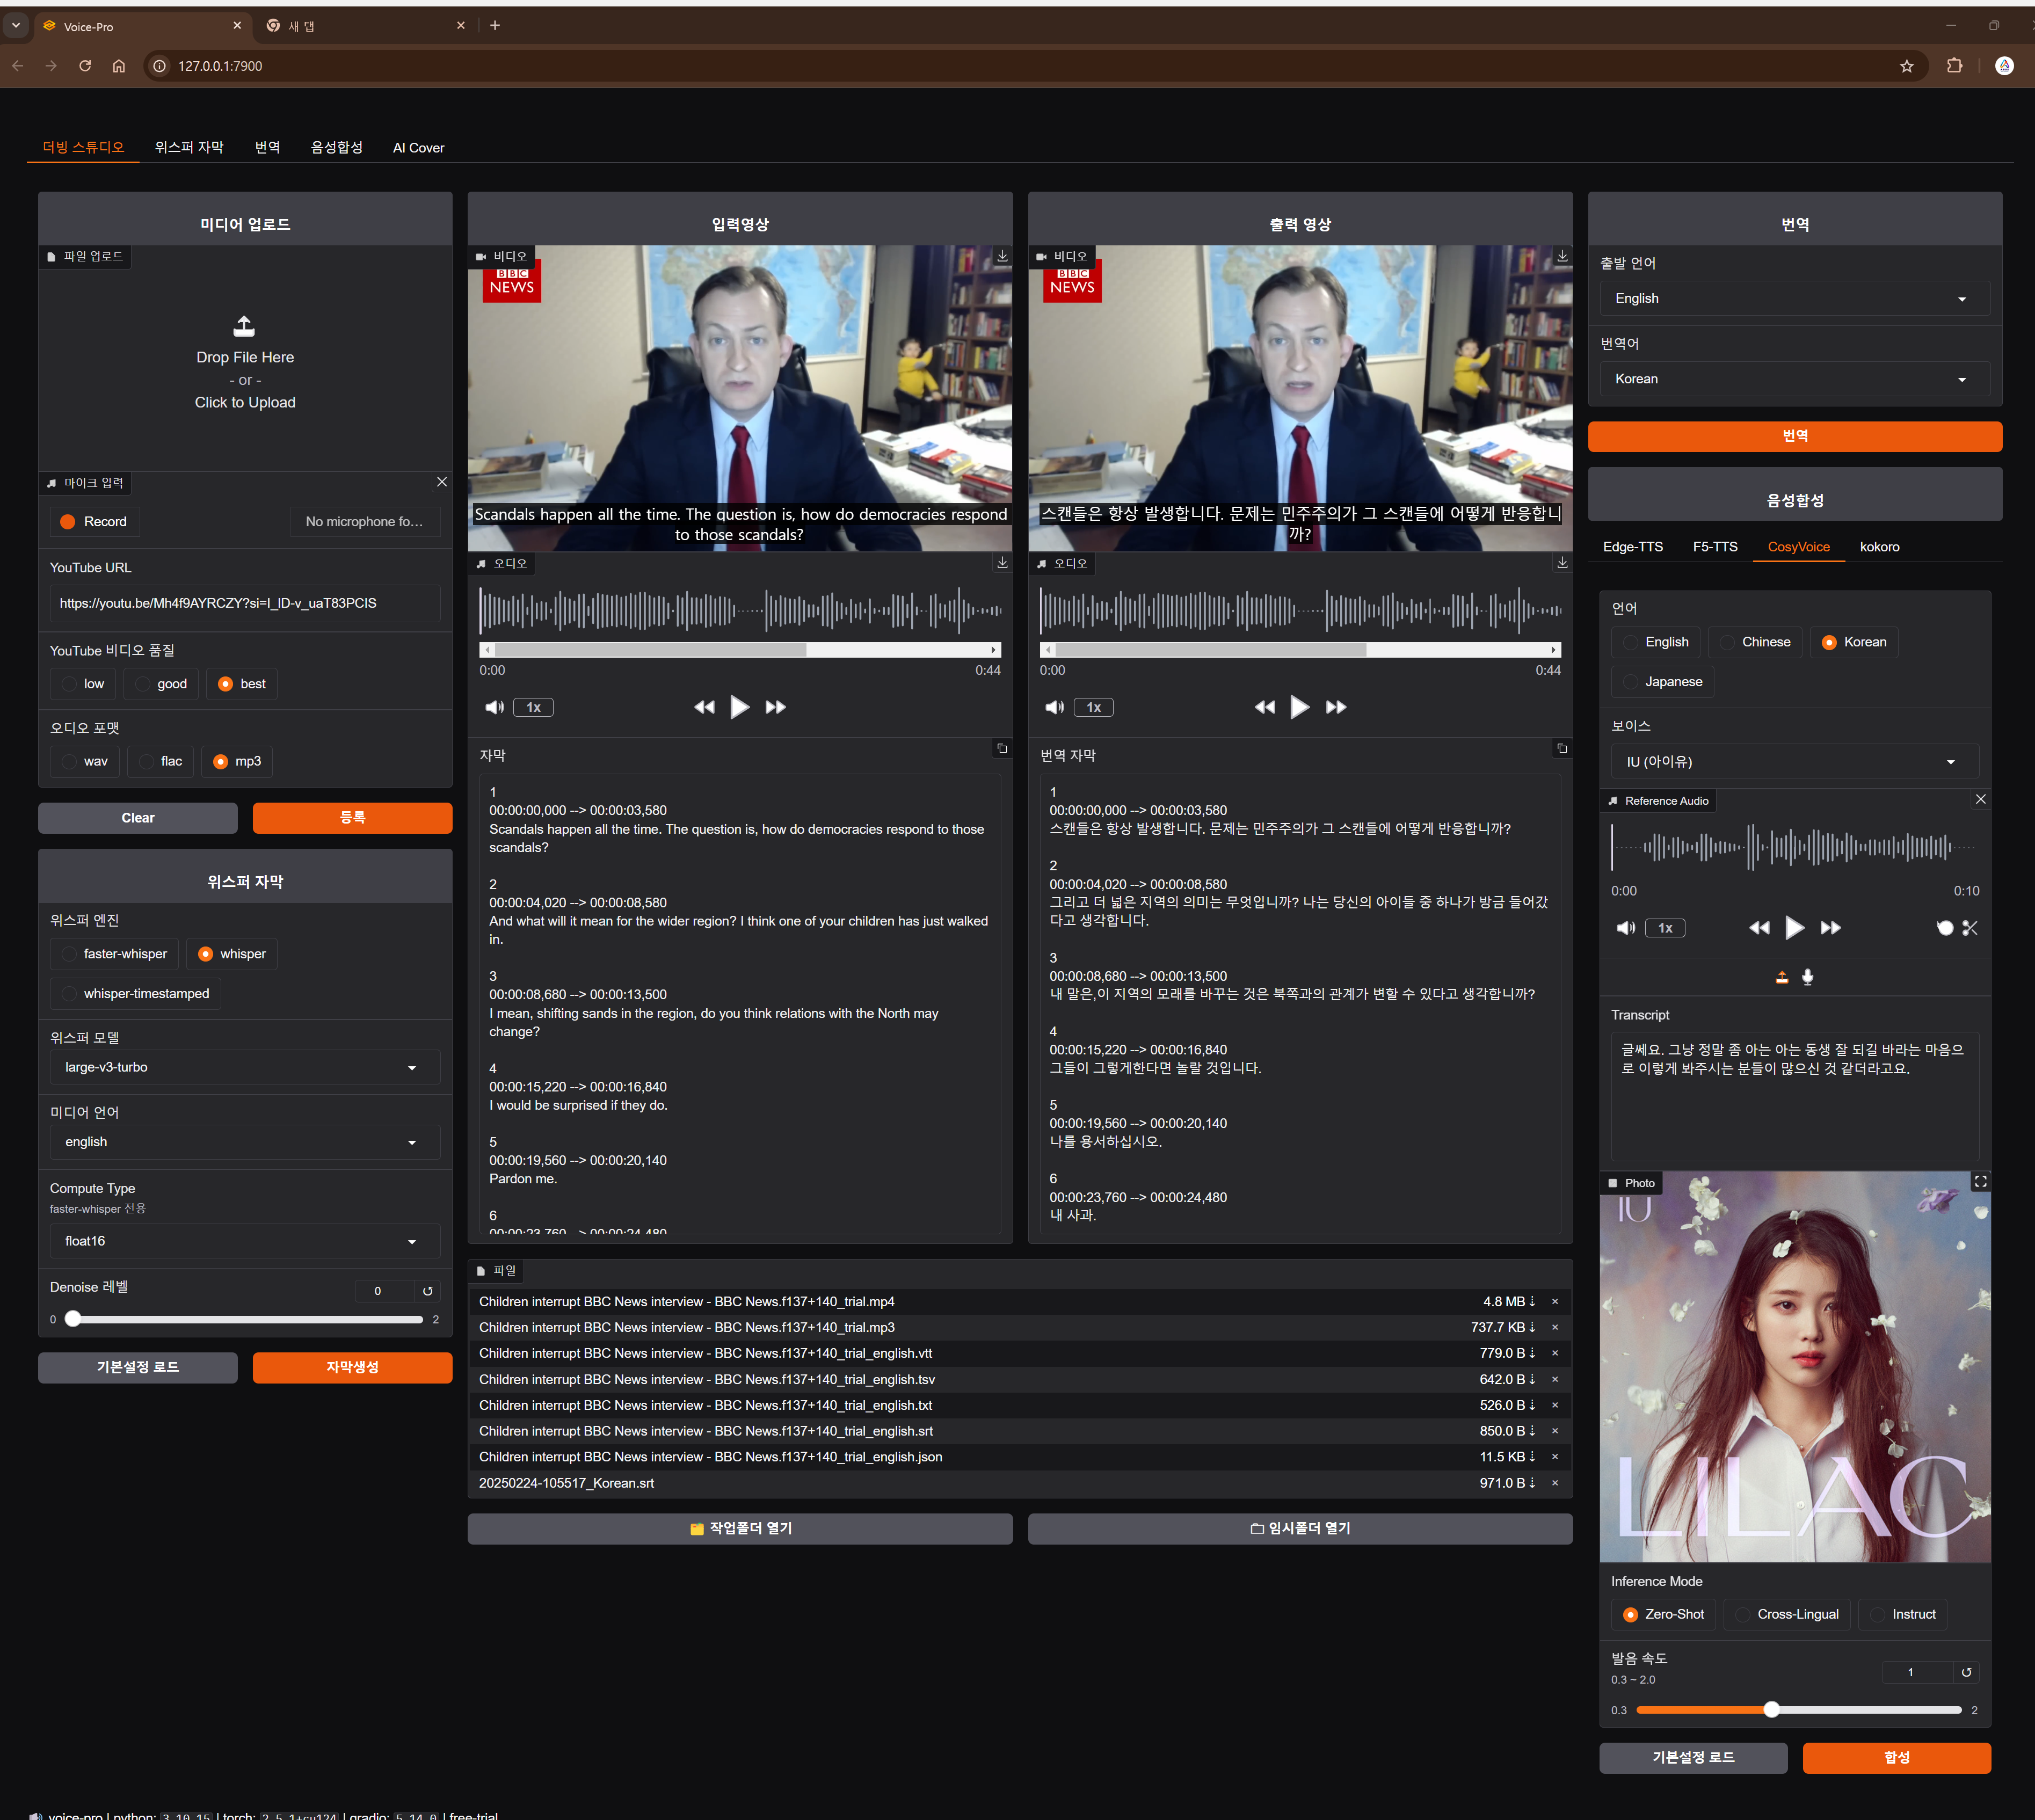 Voice-Pro
새 탭
127.0.0.1:7900
더빙 스튜디오
위스퍼 자막
번역
음성합성
AI Cover
미디어 업로드
파일 업로드
Drop File Here
- or -
Click to Upload
마이크 입력
Record
No microphone fo...
YouTube URL
https://youtu.be/Mh4f9AYRCZY?si=I_ID-v_uaT83PCIS
YouTube 비디오 품질
low
good
best
오디오 포맷
wav
flac
mp3
Clear
등록
위스퍼 자막
위스퍼 엔진
faster-whisper
whisper
whisper-timestamped
위스퍼 모델
large-v3-turbo
미디어 언어
english
Compute Type
faster-whisper 전용
float16
Denoise 레벨
0
0
2
기본설정 로드
자막생성
입력영상
비디오
BBC
NEWS
Scandals happen all the time. The question is, how do democracies respond
to those scandals?
오디오
0:00
0:44
1x
자막
1
00:00:00,000 --> 00:00:03,580
Scandals happen all the time. The question is, how do democracies respond to those
scandals?
2
00:00:04,020 --> 00:00:08,580
And what will it mean for the wider region? I think one of your children has just walked
in.
3
00:00:08,680 --> 00:00:13,500
I mean, shifting sands in the region, do you think relations with the North may
change?
4
00:00:15,220 --> 00:00:16,840
I would be surprised if they do.
5
00:00:19,560 --> 00:00:20,140
Pardon me.
6
00:00:23,760 --> 00:00:24,480
출력 영상
비디오
BBC
NEWS
스캔들은 항상 발생합니다. 문제는 민주주의가 그 스캔들에 어떻게 반응합니
까?
오디오
0:00
0:44
1x
번역 자막
1
00:00:00,000 --> 00:00:03,580
스캔들은 항상 발생합니다. 문제는 민주주의가 그 스캔들에 어떻게 반응합니까?
2
00:00:04,020 --> 00:00:08,580
그리고 더 넓은 지역의 의미는 무엇입니까? 나는 당신의 아이들 중 하나가 방금 들어갔
다고 생각합니다.
3
00:00:08,680 --> 00:00:13,500
내 말은,이 지역의 모래를 바꾸는 것은 북쪽과의 관계가 변할 수 있다고 생각합니까?
4
00:00:15,220 --> 00:00:16,840
그들이 그렇게한다면 놀랄 것입니다.
5
00:00:19,560 --> 00:00:20,140
나를 용서하십시오.
6
00:00:23,760 --> 00:00:24,480
내 사과.
파일
Children interrupt BBC News interview - BBC News.f137+140_trial.mp4 4.8 MB ⇣ ×
Children interrupt BBC News interview - BBC News.f137+140_trial.mp3 737.7 KB ⇣ ×
Children interrupt BBC News interview - BBC News.f137+140_trial_english.vtt 779.0 B ⇣ ×
Children interrupt BBC News interview - BBC News.f137+140_trial_english.tsv 642.0 B ⇣ ×
Children interrupt BBC News interview - BBC News.f137+140_trial_english.txt 526.0 B ⇣ ×
Children interrupt BBC News interview - BBC News.f137+140_trial_english.srt 850.0 B ⇣ ×
Children interrupt BBC News interview - BBC News.f137+140_trial_english.json 11.5 KB ⇣ ×
20250224-105517_Korean.srt 971.0 B ⇣ ×
작업폴더 열기
임시폴더 열기
번역
출발 언어
English
번역어
Korean
번역
음성합성
Edge-TTS
F5-TTS
CosyVoice
kokoro
언어
English
Chinese
Korean
Japanese
보이스
IU (아이유)
Reference Audio
0:00
0:10
1x
Transcript
글쎄요. 그냥 정말 좀 아는 아는 동생 잘 되길 바라는 마음으
로 이렇게 봐주시는 분들이 많으신 것 같더라고요.
Photo
IU
LILAC
Inference Mode
Zero-Shot
Cross-Lingual
Instruct
발음 속도
0.3 ~ 2.0
1
0.3
2
기본설정 로드
합성
voice-pro | python: 3.10.15 | torch: 2.5.1+cu124 | gradio: 5.14.0 | free-trial